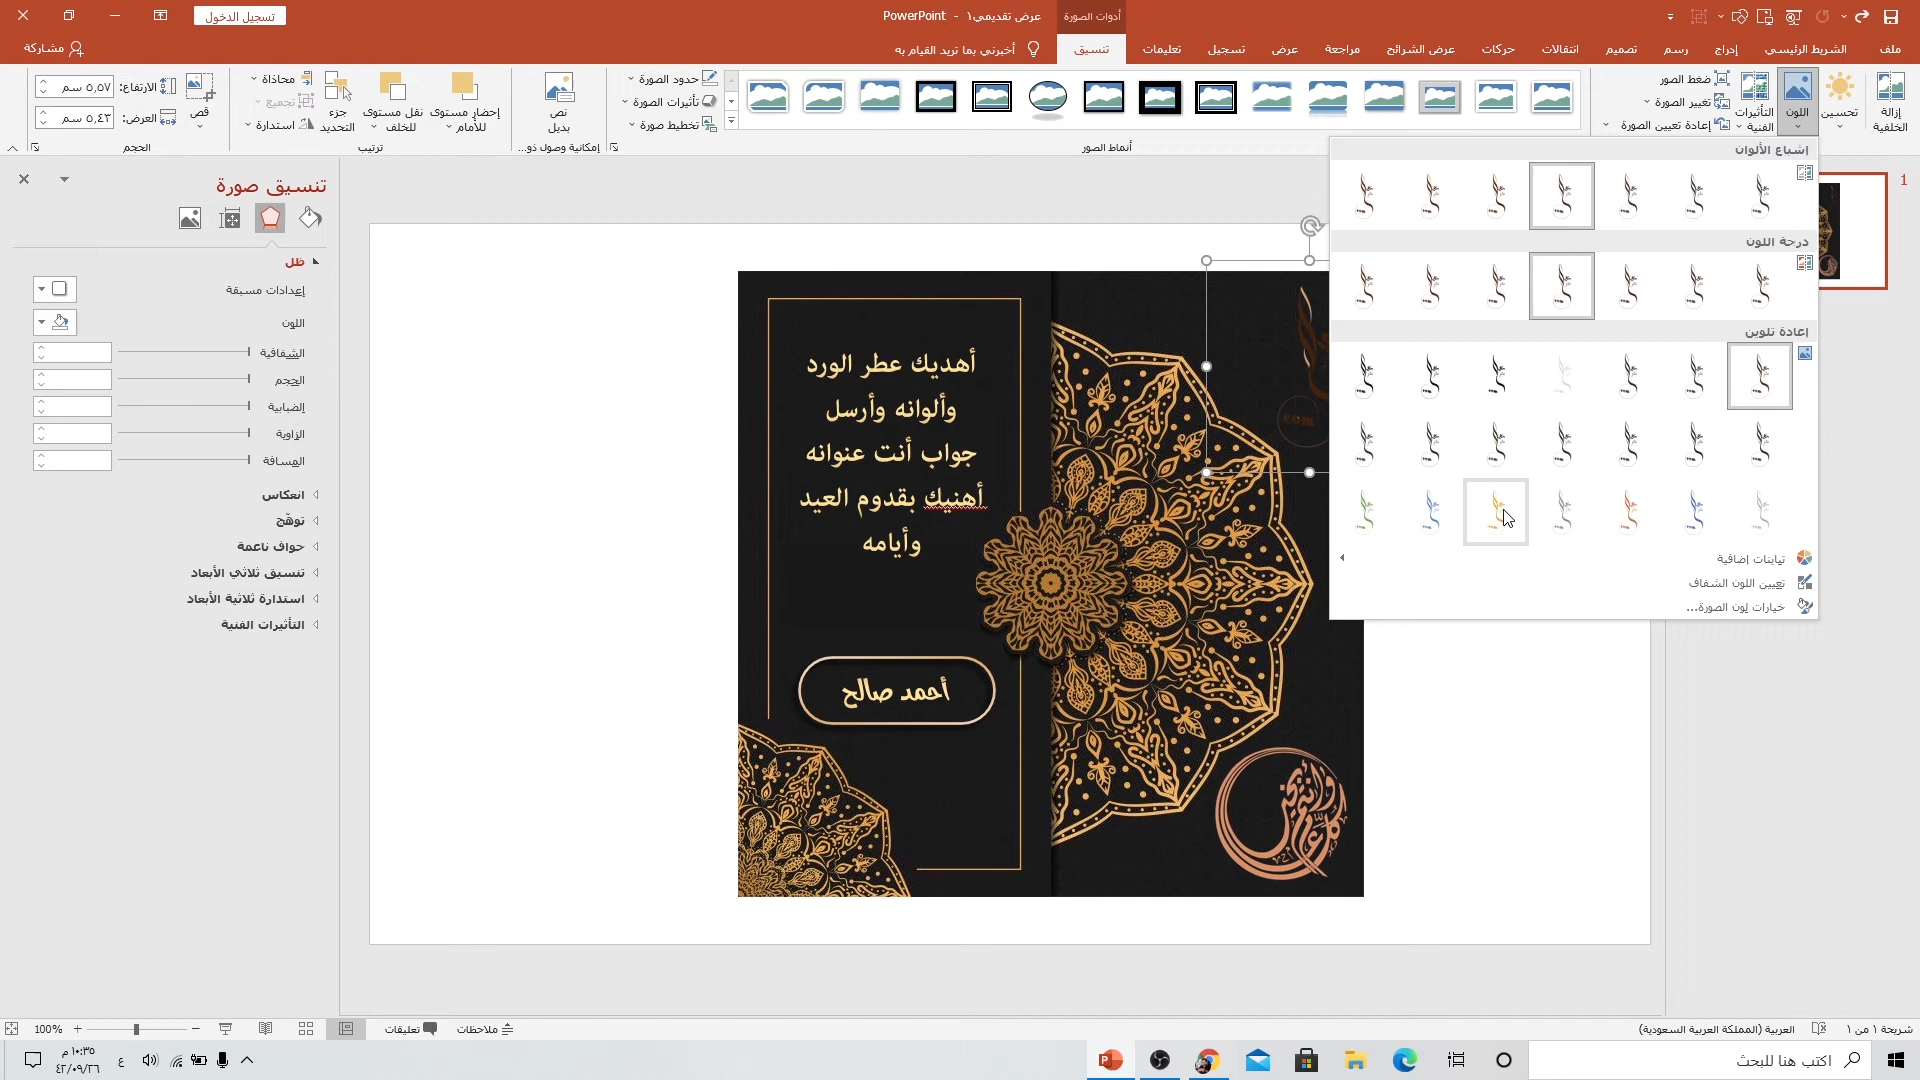 تسجيل الدخول
عرض تقديمي١ - PowerPoint
أدوات الصورة
ملف
الشريط الرئيسي
إدراج
رسم
تصميم
انتقالات
حركات
عرض الشرائح
مراجعة
عرض
تسجيل
تعليمات
تنسيق
أخبرني بما تريد القيام به
مشاركة
إزالة الخلفية
تحسين
اللون
التأثيرات الفنية
ضغط الصور
تغيير الصورة
إعادة تعيين الصورة
حدود الصورة
تأثيرات الصورة
تخطيط صورة
أنماط الصور
نص بديل
إمكانية وصول ذو...
إحضار مستوى للأمام
نقل مستوى للخلف
جزء التحديد
محاذاة
تجميع
استدارة
ترتيب
قص
الارتفاع: ٥,٥٧ سم
العرض: ٥,٤٣ سم
الحجم
إشباع الألوان
درجة اللون
إعادة تلوين
تباينات إضافية
تعيين اللون الشفاف
خيارات لون الصورة...
1
تنسيق صورة
ظل
إعدادات مسبقة
اللون
الشفافية
الحجم
الضبابية
الزاوية
المسافة
انعكاس
توهّج
حواف ناعمة
تنسيق ثلاثي الأبعاد
استدارة ثلاثية الأبعاد
التأثيرات الفنية
أهديك عطر الورد
وألوانه وأرسل
جواب أنت عنوانه
أهنيك بقدوم العيد
وأيامه
أحمد صالح
شريحة ١ من ١
العربية (المملكة العربية السعودية)
ملاحظات
تعليقات
100%
اكتب هنا للبحث
ع
١٠:٣٥ م
٤٢/٠٩/٢٦